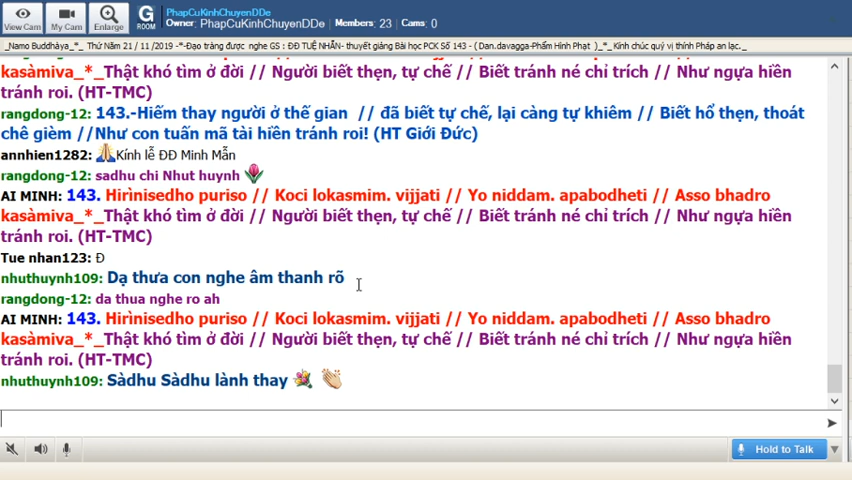 View Cam
My Cam
Enlarge
G
ROOM
PhapCuKinhChuyenDDe
Owner: PhapCuKinhChuyenDDe Members: 23 Cams: 0
_Namo Buddhàya_*_ Thứ Năm 21 / 11 /2019 -*-Đạo tràng được nghe GS : ĐĐ TUỆ NHẪN- thuyết giảng Bài học PCK Số 143 - ( Dan.davagga-Phẩm Hình Phạt )_*_ Kính chúc quý vị thính Pháp an lạc._
kasàmiva_*_Thật khó tìm ở đời // Người biết thẹn, tự chế // Biết tránh né chỉ trích // Như ngựa hiền
tránh roi. (HT-TMC)
rangdong-12: 143.-Hiếm thay người ở thế gian // đã biết tự chế, lại càng tự khiêm // Biết hổ thẹn, thoát
chê gièm //Như con tuấn mã tài hiền tránh roi! (HT Giới Đức)
annhien1282: Kính lễ ĐĐ Minh Mẫn
rangdong-12: sadhu chi Nhut huynh
AI MINH: 143. Hirìnisedho puriso // Koci lokasmim. vijjati // Yo niddam. apabodheti // Asso bhadro
kasàmiva_*_Thật khó tìm ở đời // Người biết thẹn, tự chế // Biết tránh né chỉ trích // Như ngựa hiền
tránh roi. (HT-TMC)
Tue nhan123: Đ
nhuthuynh109: Dạ thưa con nghe âm thanh rõ
rangdong-12: da thua nghe ro ah
AI MINH: 143. Hirìnisedho puriso // Koci lokasmim. vijjati // Yo niddam. apabodheti // Asso bhadro
kasàmiva_*_Thật khó tìm ở đời // Người biết thẹn, tự chế // Biết tránh né chỉ trích // Như ngựa hiền
tránh roi. (HT-TMC)
nhuthuynh109: Sàdhu Sàdhu lành thay
Hold to Talk